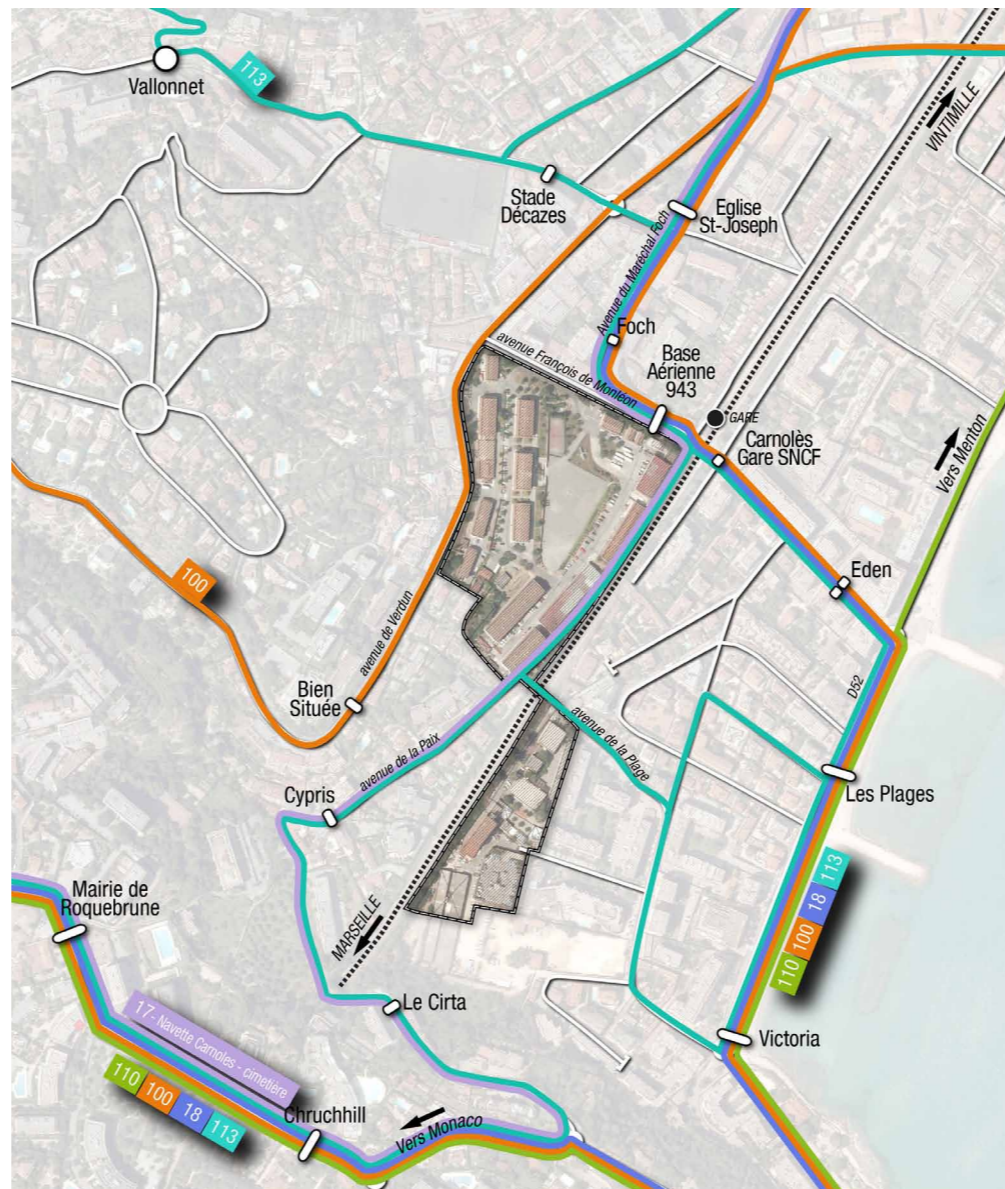 Vallonnet
113
VINTIMILLE
Stade
Décazes
Eglise
St-Joseph
Avenue du Maréchal Foch
Foch
avenue François de Monléon
Base
Aérienne
943
GARE
Carnolès
Gare SNCF
Vers Menton
100
Eden
avenue de Verdun
D52
Bien
Située
avenue de la Plage
avenue de la Paix
Les Plages
Cypris
110 100 18 113
Mairie de
Roquebrune
MARSEILLE
Le Cirta
17- Navette Carnoles - cimetière
Victoria
110 100 18 113
Chruchhill
Vers Monaco